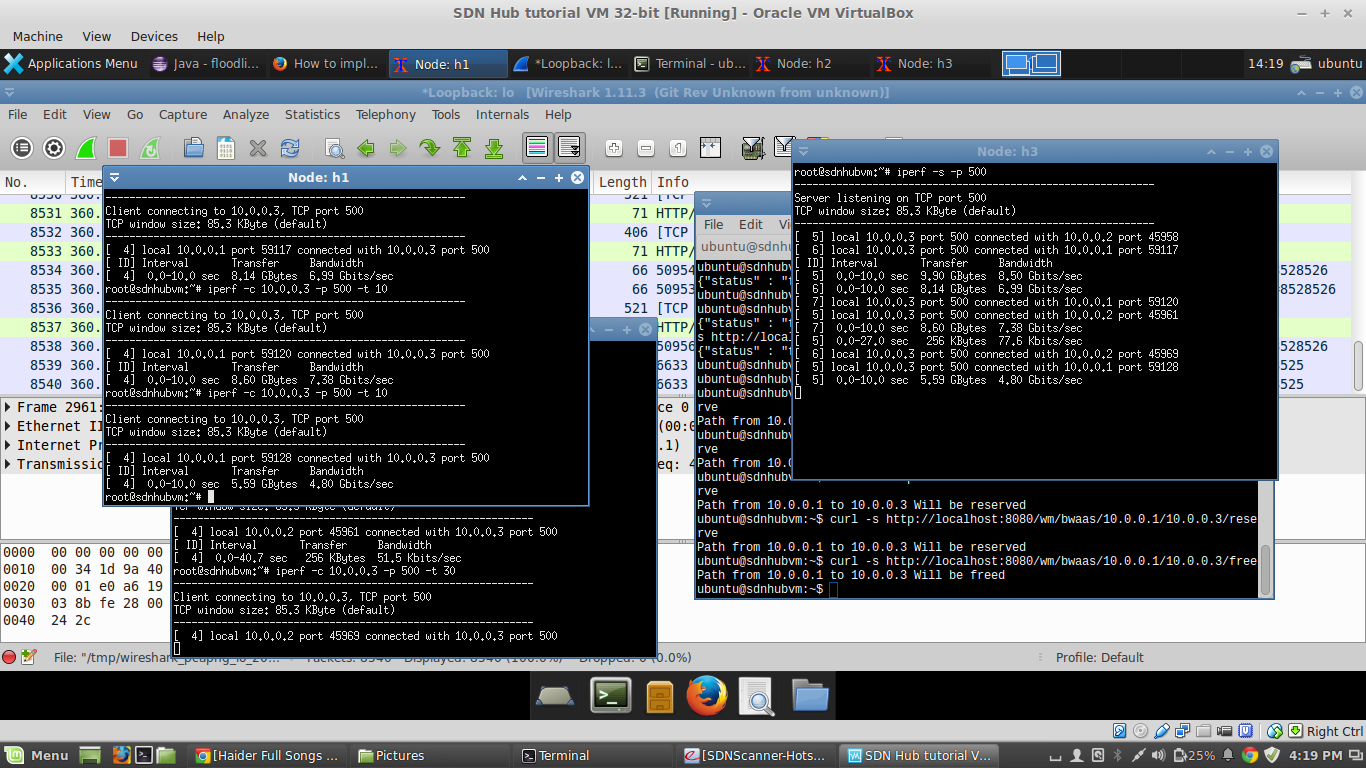 SDN Hub tutorial VM 32-bit [Running] - Oracle VM VirtualBox
Machine View Devices Help
Applications Menu Java - floodli... How to impl... Node: h1 *Loopback: l... Terminal - ub... Node: h2 Node: h3 14:19 ubuntu
*Loopback: lo [Wireshark 1.11.3 (Git Rev Unknown from unknown)]
File Edit View Go Capture Analyze Statistics Telephony Tools Internals Help
No. Time Length Info
8531 360. 71 HTTP/
8532 360. 406 [TCP
8533 360. 71 HTTP/
8534 360. 66 50954 8528526
8535 360. 66 50953 8528526
8536 360. 521 [TCP
8537 360. HTTP/
8538 360. 8528526
8539 360. 6633 525
8540 360. 6633 525
Frame 2961:
Ethernet II
Internet Pr
Transmissio
0000 00 00 00 00 00
0010 00 34 1d 9a 40
0020 00 01 e0 a6 19
0030 03 8b fe 28 00
0040 24 2c
Node: h1
Client connecting to 10.0.0.3, TCP port 500
TCP window size: 85.3 KByte (default)
[ 4] local 10.0.0.1 port 59117 connected with 10.0.0.3 port 500
[ ID] Interval Transfer Bandwidth
[ 4] 0.0-10.0 sec 8.14 GBytes 6.99 Gbits/sec
root@sdnhubvm:~# iperf -c 10.0.0.3 -p 500 -t 10
Client connecting to 10.0.0.3, TCP port 500
TCP window size: 85.3 KByte (default)
[ 4] local 10.0.0.1 port 59120 connected with 10.0.0.3 port 500
[ ID] Interval Transfer Bandwidth
[ 4] 0.0-10.0 sec 8.60 GBytes 7.38 Gbits/sec
root@sdnhubvm:~# iperf -c 10.0.0.3 -p 500 -t 10
Client connecting to 10.0.0.3, TCP port 500
TCP window size: 85.3 KByte (default)
[ 4] local 10.0.0.1 port 59128 connected with 10.0.0.3 port 500
[ ID] Interval Transfer Bandwidth
[ 4] 0.0-10.0 sec 5.59 GBytes 4.80 Gbits/sec
root@sdnhubvm:~#
[ 4] local 10.0.0.2 port 45961 connected with 10.0.0.3 port 500
[ ID] Interval Transfer Bandwidth
[ 4] 0.0-40.7 sec 256 KBytes 51.5 Kbits/sec
root@sdnhubvm:~# iperf -c 10.0.0.3 -p 500 -t 30
Client connecting to 10.0.0.3, TCP port 500
TCP window size: 85.3 KByte (default)
[ 4] local 10.0.0.2 port 45969 connected with 10.0.0.3 port 500
Node: h3
root@sdnhubvm:~# iperf -s -p 500
Server listening on TCP port 500
TCP window size: 85.3 KByte (default)
[ 5] local 10.0.0.3 port 500 connected with 10.0.0.2 port 45958
[ 6] local 10.0.0.3 port 500 connected with 10.0.0.1 port 59117
[ ID] Interval Transfer Bandwidth
[ 5] 0.0-10.0 sec 9.90 GBytes 8.50 Gbits/sec
[ 6] 0.0-10.0 sec 8.14 GBytes 6.99 Gbits/sec
[ 7] local 10.0.0.3 port 500 connected with 10.0.0.1 port 59120
[ 5] local 10.0.0.3 port 500 connected with 10.0.0.2 port 45961
[ 7] 0.0-10.0 sec 8.60 GBytes 7.38 Gbits/sec
[ 5] 0.0-27.0 sec 256 KBytes 77.6 Kbits/sec
[ 6] local 10.0.0.3 port 500 connected with 10.0.0.2 port 45969
[ 5] local 10.0.0.3 port 500 connected with 10.0.0.1 port 59128
[ 5] 0.0-10.0 sec 5.59 GBytes 4.80 Gbits/sec
File Edit Vi
ubuntu@sdnhu
ubuntu@sdnhubvm:
{"status" : "
ubuntu@sdnhubvm:
ubuntu@sdnhubvm:
{"status" : "
s http://loca
{"status" : "
ubuntu@sdnhubvm:
ubuntu@sdnhubvm:
ubuntu@sdnhubvm:
rve
Path from 10.
ubuntu@sdnhubvm:
rve
Path from 10.
ubuntu@sdnhubvm:
rve
Path from 10.0.0.1 to 10.0.0.3 Will be reserved
ubuntu@sdnhubvm:~$ curl -s http://localhost:8080/wm/bwaas/10.0.0.1/10.0.0.3/rese
rve
Path from 10.0.0.1 to 10.0.0.3 Will be reserved
ubuntu@sdnhubvm:~$ curl -s http://localhost:8080/wm/bwaas/10.0.0.1/10.0.0.3/free
Path from 10.0.0.1 to 10.0.0.3 Will be freed
ubuntu@sdnhubvm:~$
File: "/tmp/wireshark_pcapng_lo_20... Packets: 8540 Displayed: 8540 (100.0%) Dropped: 0 (0.0%) Profile: Default
Right Ctrl
Menu [Haider Full Songs ... Pictures Terminal [SDNScanner-Hots... SDN Hub tutorial V... 25% 4:19 PM